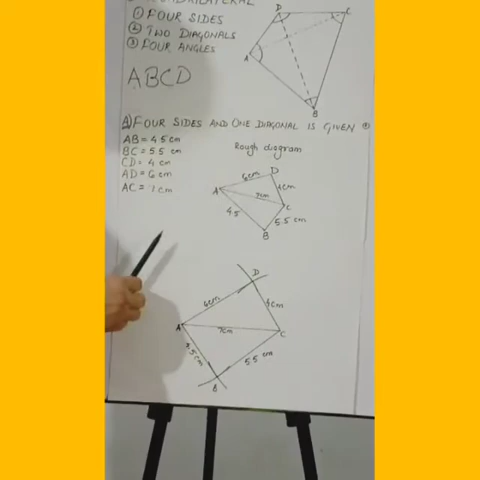 ① FOUR SIDES
② TWO DIAGONALS
③ FOUR ANGLES
ABCD
D
C
A
B
A) FOUR SIDES AND ONE DIAGONAL IS GIVEN
AB = 4.5 cm
BC = 5.5 cm
CD = 4 cm
AD = 6 cm
AC = 7 cm
Rough diagram
D
6cm
4cm
A
7cm
C
4.5
5.5 cm
B
D
6cm
4cm
A
7cm
C
4.5cm
5.5 cm
B